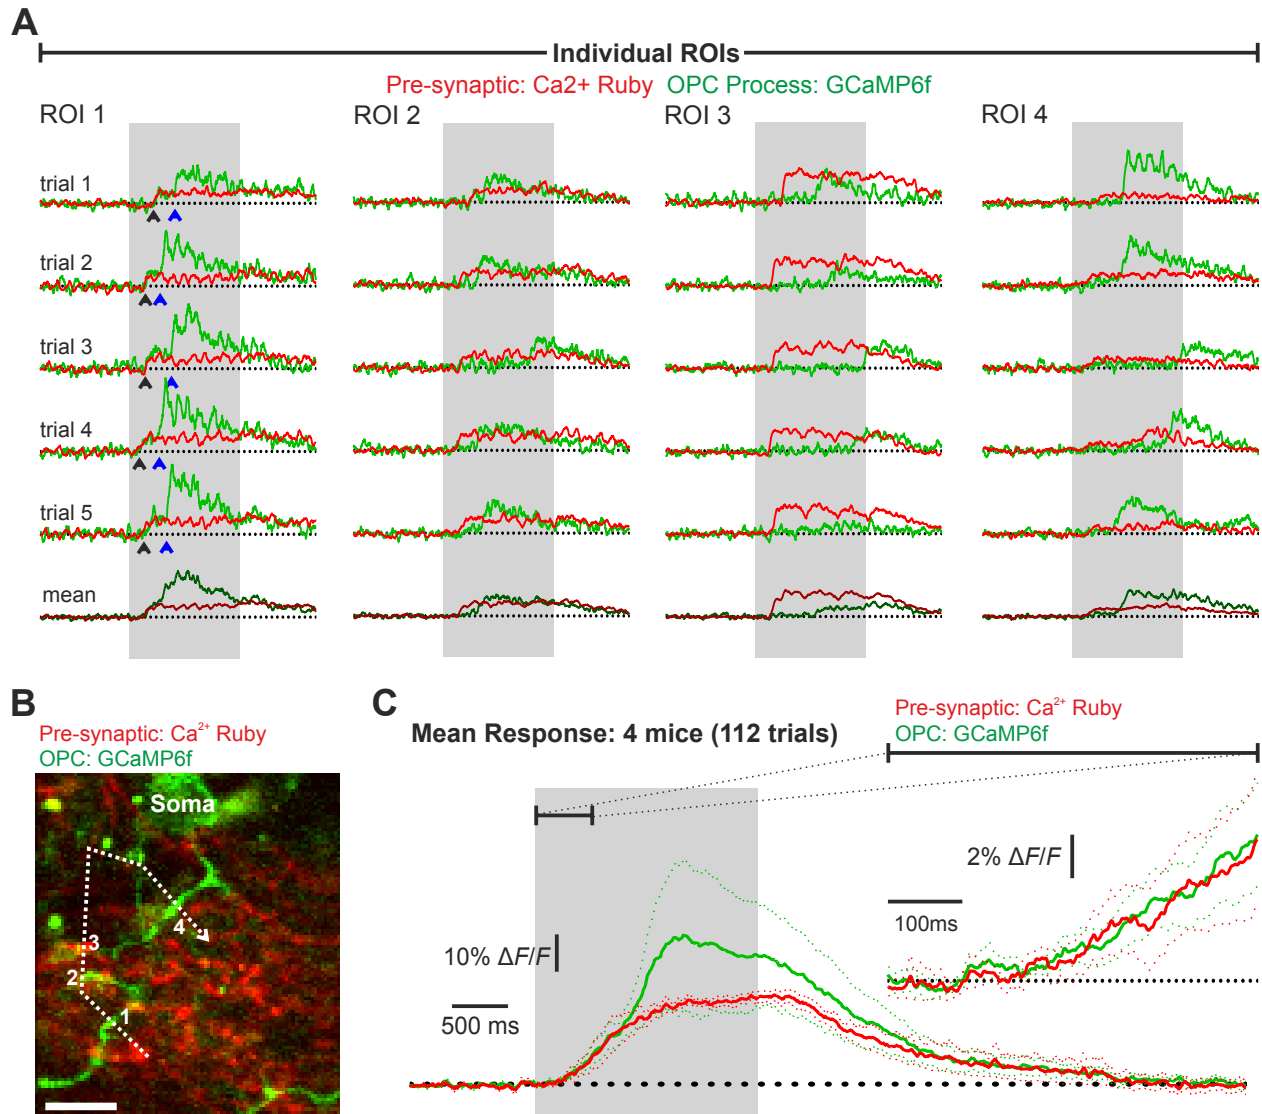 A
Individual ROIs
Pre-synaptic: Ca2+ Ruby OPC Process: GCaMP6f
ROI 1 ROI 2 ROI 3 ROI 4
trial 1
trial 2
trial 3
trial 4
trial 5
mean
B
Pre-synaptic: Ca²⁺ Ruby
OPC: GCaMP6f
Soma
4
3
2
1
C
Mean Response: 4 mice (112 trials)
Pre-synaptic: Ca²⁺ Ruby
OPC: GCaMP6f
2% ΔF/F
100ms
10% ΔF/F
500 ms